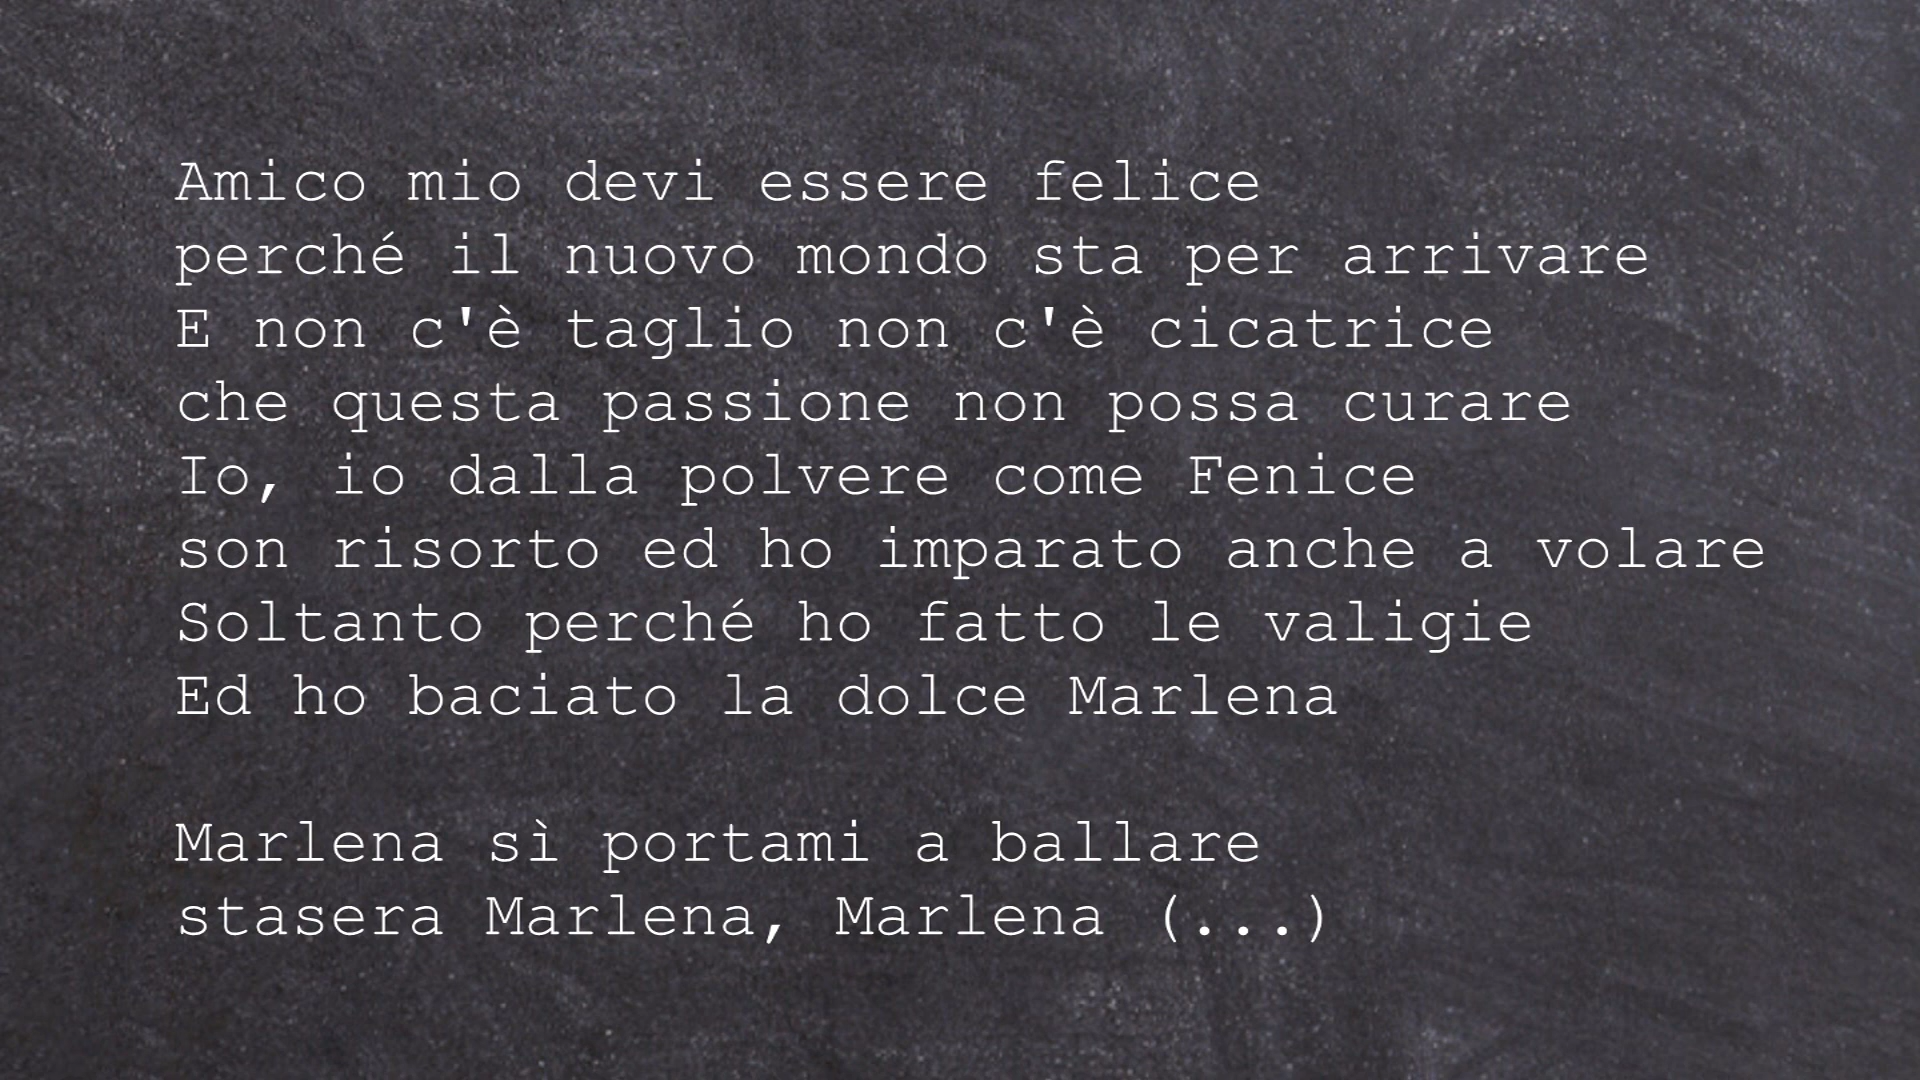 Amico mio devi essere felice
perché il nuovo mondo sta per arrivare
E non c'è taglio non c'è cicatrice
che questa passione non possa curare
Io, io dalla polvere come Fenice
son risorto ed ho imparato anche a volare
Soltanto perché ho fatto le valigie
Ed ho baciato la dolce Marlena

Marlena sì portami a ballare
stasera Marlena, Marlena (...)